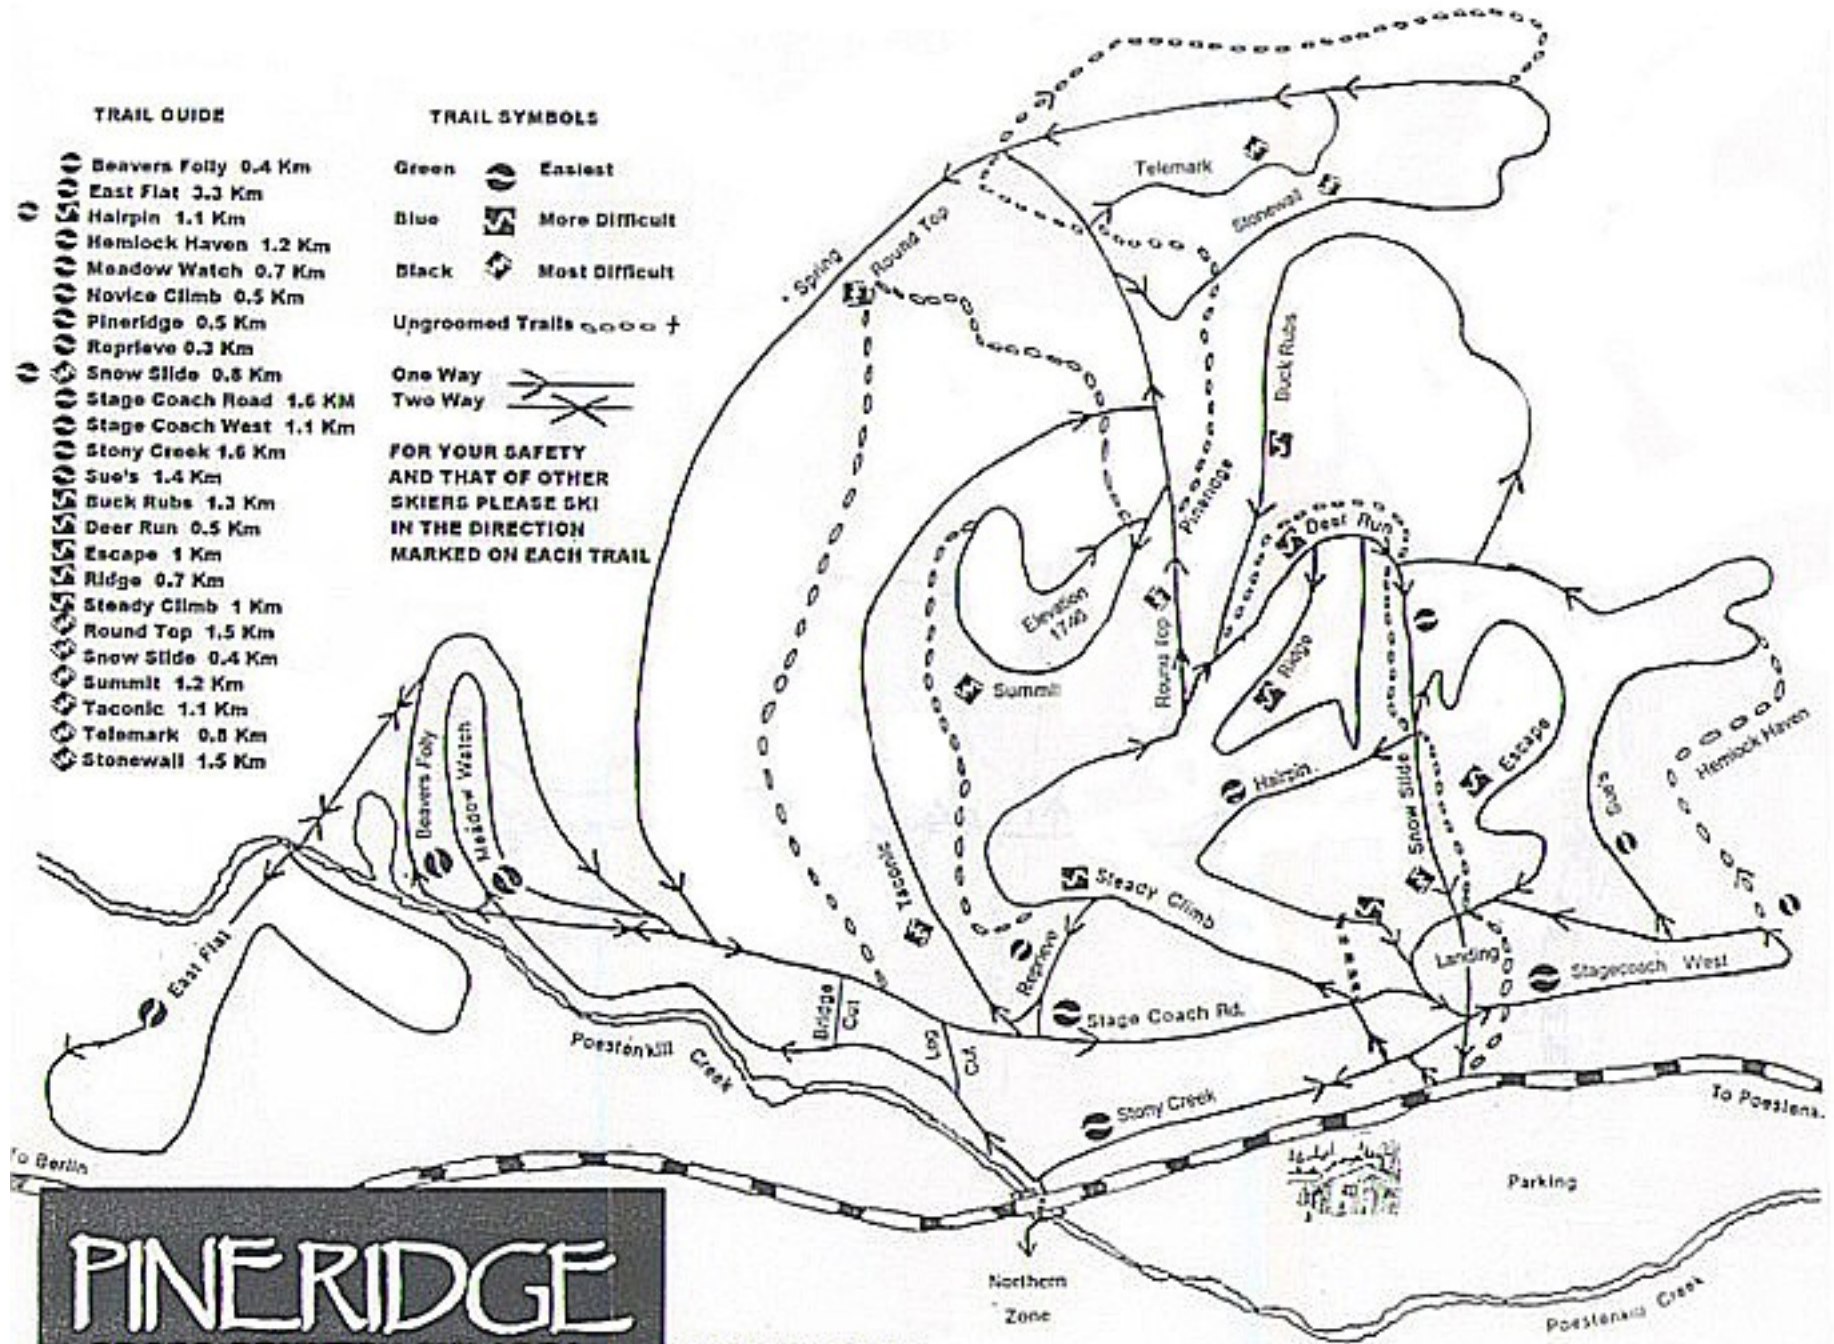 TRAIL GUIDE
Beavers Folly 0.4 Km
East Flat 3.3 Km
Hairpin 1.1 Km
Hemlock Haven 1.2 Km
Meadow Watch 0.7 Km
Novice Climb 0.5 Km
Pineridge 0.5 Km
Reprieve 0.3 Km
Snow Slide 0.8 Km
Stage Coach Road 1.6 KM
Stage Coach West 1.1 Km
Stony Creek 1.6 Km
Sue's 1.4 Km
Buck Rubs 1.3 Km
Deer Run 0.5 Km
Escape 1 Km
Ridge 0.7 Km
Steady Climb 1 Km
Round Top 1.5 Km
Snow Slide 0.4 Km
Summit 1.2 Km
Taconic 1.1 Km
Telemark 0.8 Km
Stonewall 1.5 Km
TRAIL SYMBOLS
Green Easiest
Blue More Difficult
Black Most Difficult
Ungroomed Trails
One Way
Two Way
FOR YOUR SAFETY
AND THAT OF OTHER
SKIERS PLEASE SKI
IN THE DIRECTION
MARKED ON EACH TRAIL
Telemark
Stonewall
Round Top
Spring
Buck Rubs
Pineridge
Deer Run
Elevation
1746
Round Top
Ridge
Summit
Hairpin
Snow Slide
Escape
Sue's
Hemlock Haven
Beavers Folly
Meadow Watch
Taconic
Steady Climb
Reprieve
Landing
Stagecoach West
East Flat
Bridge
Cut
Stage Coach Rd.
Poestenkill
Creek
Log
Cut
Stony Creek
To Poestena.
To Berlin
Parking
Northern
Zone
Poestenkill Creek
PINERIDGE